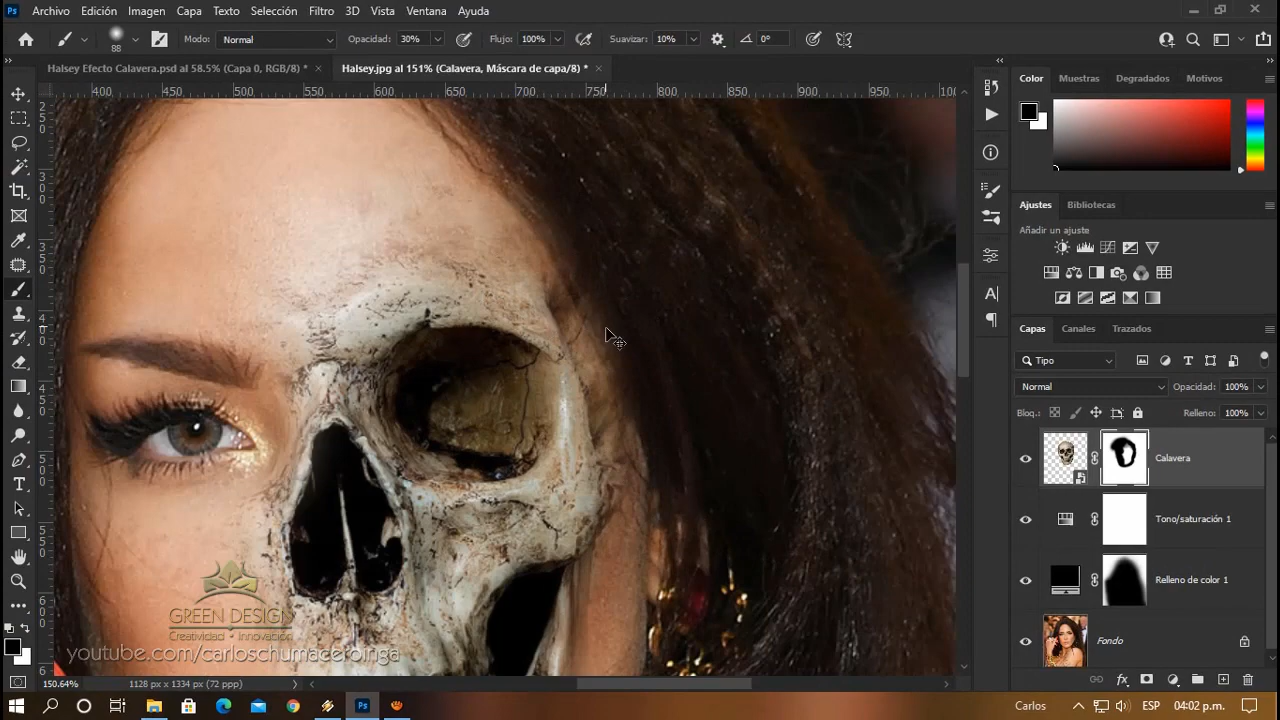 Ps Archivo Edición Imagen Capa Texto Selección Filtro 3D Vista Ventana Ayuda
88 Modo: Normal Opacidad: 30% Flujo: 100% Suavizar: 10% 0°
Halsey Efecto Calavera.psd al 58.5% (Capa 0, RGB/8) * × Halsey.jpg al 151% (Calavera, Máscara de capa/8) * ×
400 450 500 550 600 650 700 750 800 850 900 950
Color Muestras Degradados Motivos
Ajustes Bibliotecas
Añadir un ajuste
Capas Canales Trazados
Tipo
Normal Opacidad: 100%
Bloq.: Relleno: 100%
Calavera
Tono/saturación 1
Relleno de color 1
Fondo
GREEN DESIGN
Creatividad • Innovación
youtube.com/carloschumaceroinga
150.64% 1128 px x 1334 px (72 ppp)
Carlos ESP 04:02 p.m.